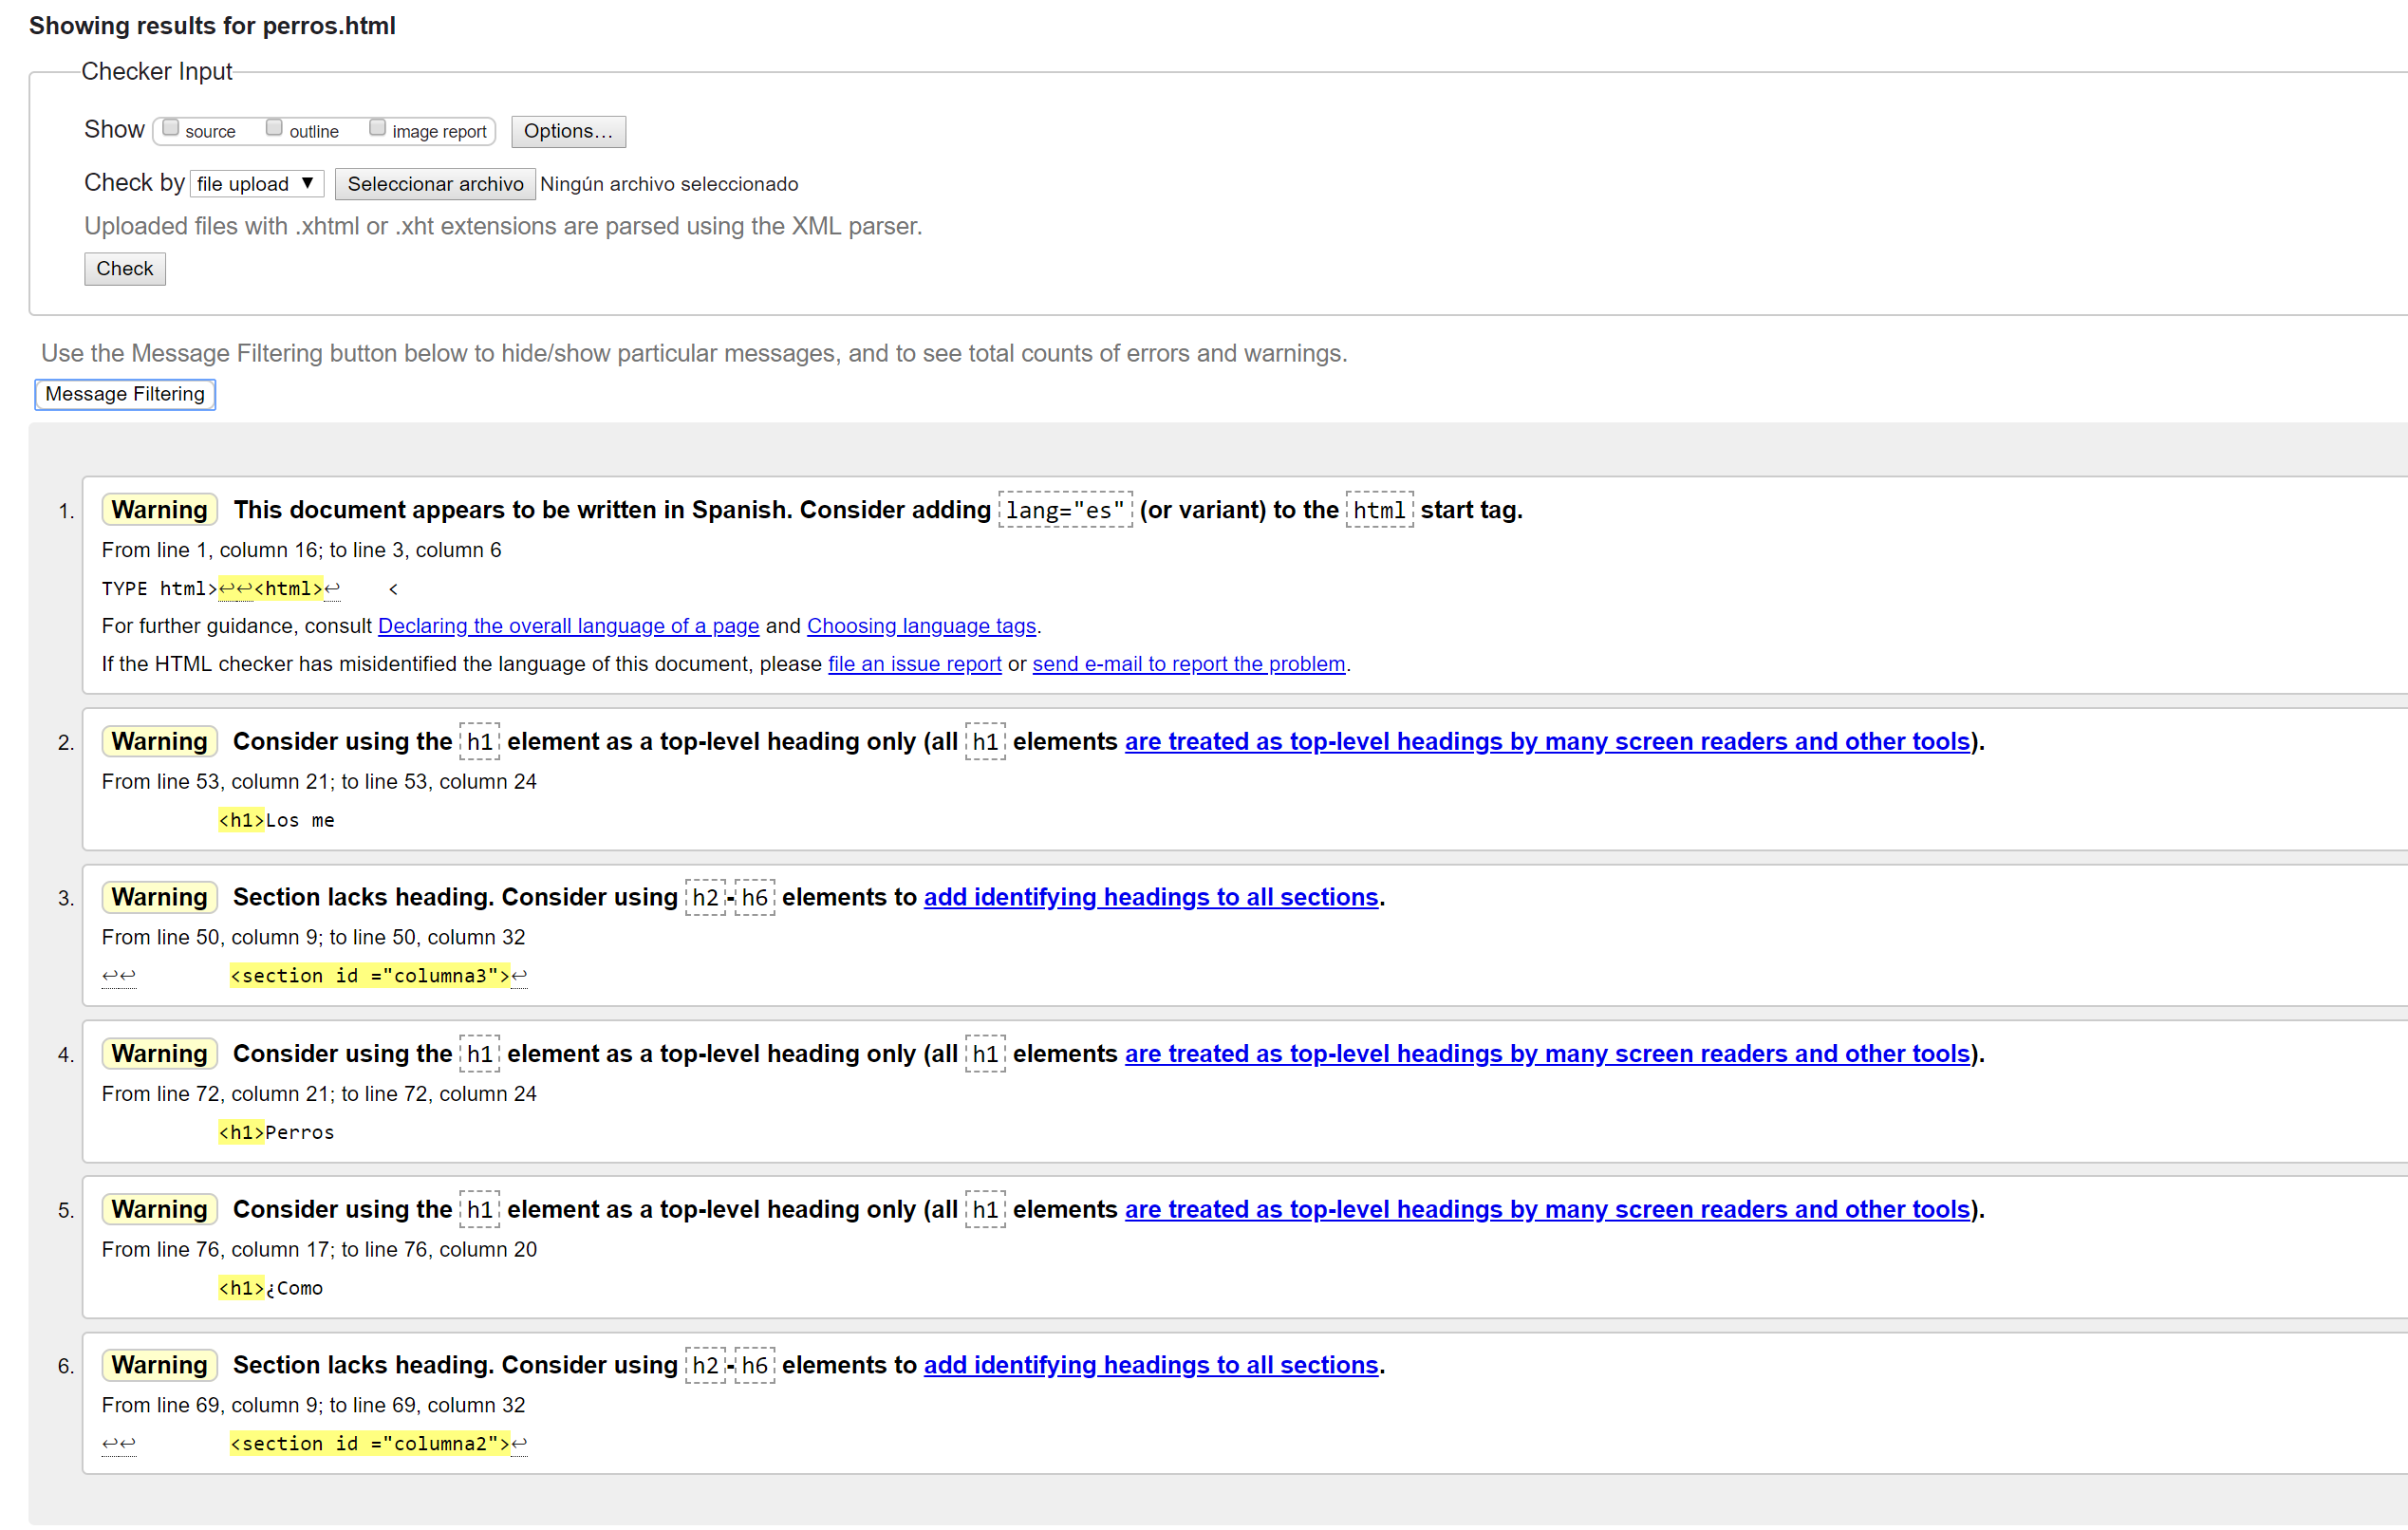 Showing results for perros.html
Checker Input
Show source outline image report Options...
Check by file upload ▼ Seleccionar archivo Ningún archivo seleccionado
Uploaded files with .xhtml or .xht extensions are parsed using the XML parser.
Check
Use the Message Filtering button below to hide/show particular messages, and to see total counts of errors and warnings.
Message Filtering
1. Warning This document appears to be written in Spanish. Consider adding lang="es" (or variant) to the html start tag.
From line 1, column 16; to line 3, column 6
TYPE html>↩↩<html>↩    <
For further guidance, consult Declaring the overall language of a page and Choosing language tags.
If the HTML checker has misidentified the language of this document, please file an issue report or send e-mail to report the problem.
2. Warning Consider using the h1 element as a top-level heading only (all h1 elements are treated as top-level headings by many screen readers and other tools).
From line 53, column 21; to line 53, column 24
<h1>Los me
3. Warning Section lacks heading. Consider using h2-h6 elements to add identifying headings to all sections.
From line 50, column 9; to line 50, column 32
↩↩        <section id ="columna3">↩
4. Warning Consider using the h1 element as a top-level heading only (all h1 elements are treated as top-level headings by many screen readers and other tools).
From line 72, column 21; to line 72, column 24
<h1>Perros
5. Warning Consider using the h1 element as a top-level heading only (all h1 elements are treated as top-level headings by many screen readers and other tools).
From line 76, column 17; to line 76, column 20
<h1>¿Como
6. Warning Section lacks heading. Consider using h2-h6 elements to add identifying headings to all sections.
From line 69, column 9; to line 69, column 32
↩↩        <section id ="columna2">↩